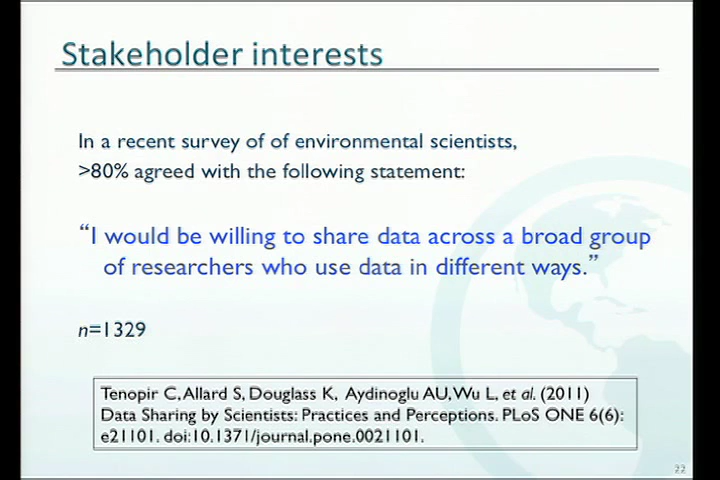 Stakeholder interests
In a recent survey of of environmental scientists,
>80% agreed with the following statement:
“I would be willing to share data across a broad group
of researchers who use data in different ways.”
n=1329
Tenopir C, Allard S, Douglass K, Aydinoglu AU, Wu L, et al. (2011)
Data Sharing by Scientists: Practices and Perceptions. PLoS ONE 6(6):
e21101. doi:10.1371/journal.pone.0021101.
22